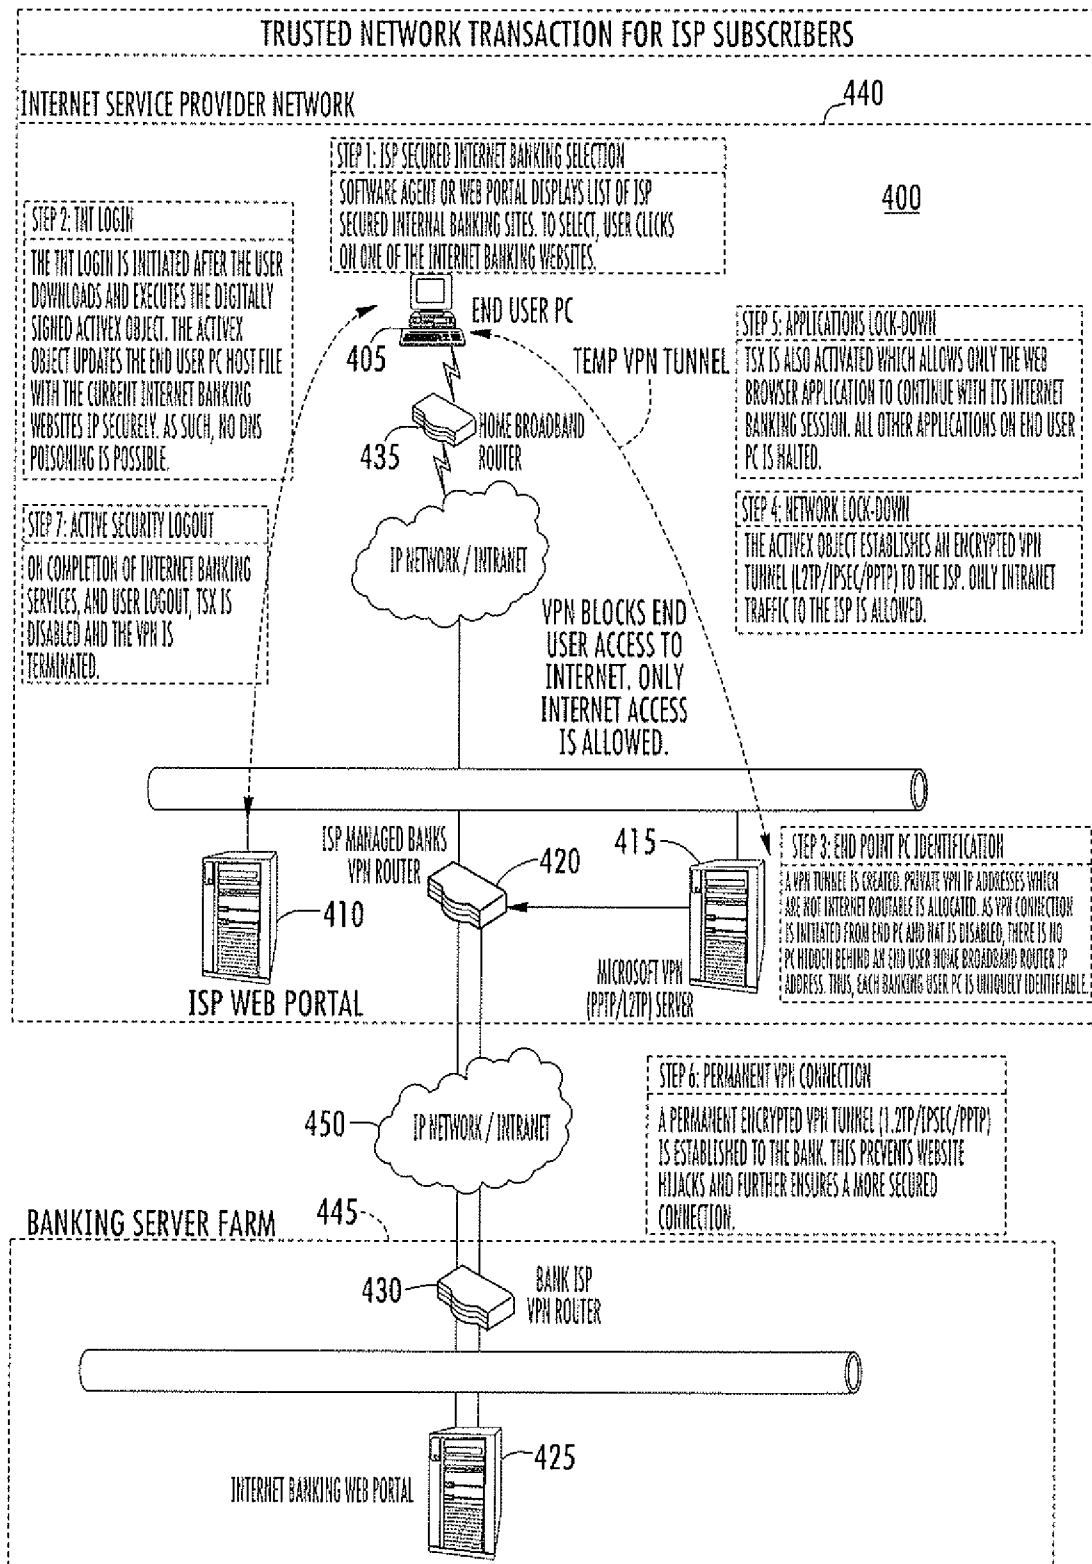 TRUSTED NETWORK TRANSACTION FOR ISP SUBSCRIBERS
INTERNET SERVICE PROVIDER NETWORK
440
400
STEP 1: ISP SECURED INTERNET BANKING SELECTION
SOFTWARE AGENT OR WEB PORTAL DISPLAYS LIST OF ISP
SECURED INTERNAL BANKING SITES. TO SELECT, USER CLICKS
ON ONE OF THE INTERNET BANKING WEBSITES.
STEP 2: TNT LOGIN
THE TNT LOGIN IS INITIATED AFTER THE USER
DOWNLOADS AND EXECUTES THE DIGITALLY
SIGNED ACTIVEX OBJECT. THE ACTIVEX
OBJECT UPDATES THE END USER PC HOST FILE
WITH THE CURRENT INTERNET BANKING
WEBSITES IP SECURELY. AS SUCH, NO DNS
POISONING IS POSSIBLE.
END USER PC
405
TEMP VPN TUNNEL
STEP 5: APPLICATIONS LOCK-DOWN
TSX IS ALSO ACTIVATED WHICH ALLOWS ONLY THE WEB
BROWSER APPLICATION TO CONTINUE WITH ITS INTERNET
BANKING SESSION. ALL OTHER APPLICATIONS ON END USER
PC IS HALTED.
435
HOME BROADBAND
ROUTER
STEP 7: ACTIVE SECURITY LOGOUT
ON COMPLETION OF INTERNET BANKING
SERVICES, AND USER LOGOUT, TSX IS
DISABLED AND THE VPN IS
TERMINATED.
IP NETWORK / INTRANET
STEP 4: NETWORK LOCK-DOWN
THE ACTIVEX OBJECT ESTABLISHES AN ENCRYPTED VPN
TUNNEL (L2TP/IPSEC/PPTP) TO THE ISP. ONLY INTRANET
TRAFFIC TO THE ISP IS ALLOWED.
VPN BLOCKS END
USER ACCESS TO
INTERNET. ONLY
INTERNET ACCESS
IS ALLOWED.
ISP MANAGED BANKS
VPN ROUTER
420
415
410
ISP WEB PORTAL
MICROSOFT VPN
(PPTP/L2TP) SERVER
STEP 3: END POINT PC IDENTIFICATION
A VPN TUNNEL IS CREATED. PRIVATE VPN IP ADDRESSES WHICH
ARE NOT INTERNET ROUTABLE IS ALLOCATED. AS VPN CONNECTION
IS INITIATED FROM END PC AND NAT IS DISABLED, THERE IS NO
PC HIDDEN BEHIND AN END USER HOME BROADBAND ROUTER IP
ADDRESS. THUS, EACH BANKING USER PC IS UNIQUELY IDENTIFIABLE.
450
IP NETWORK / INTRANET
STEP 6: PERMANENT VPN CONNECTION
A PERMANENT ENCRYPTED VPN TUNNEL (1.2TP/IPSEC/PPTP)
IS ESTABLISHED TO THE BANK. THIS PREVENTS WEBSITE
HIJACKS AND FURTHER ENSURES A MORE SECURED
CONNECTION.
BANKING SERVER FARM
445
430
BANK ISP
VPN ROUTER
425
INTERNET BANKING WEB PORTAL